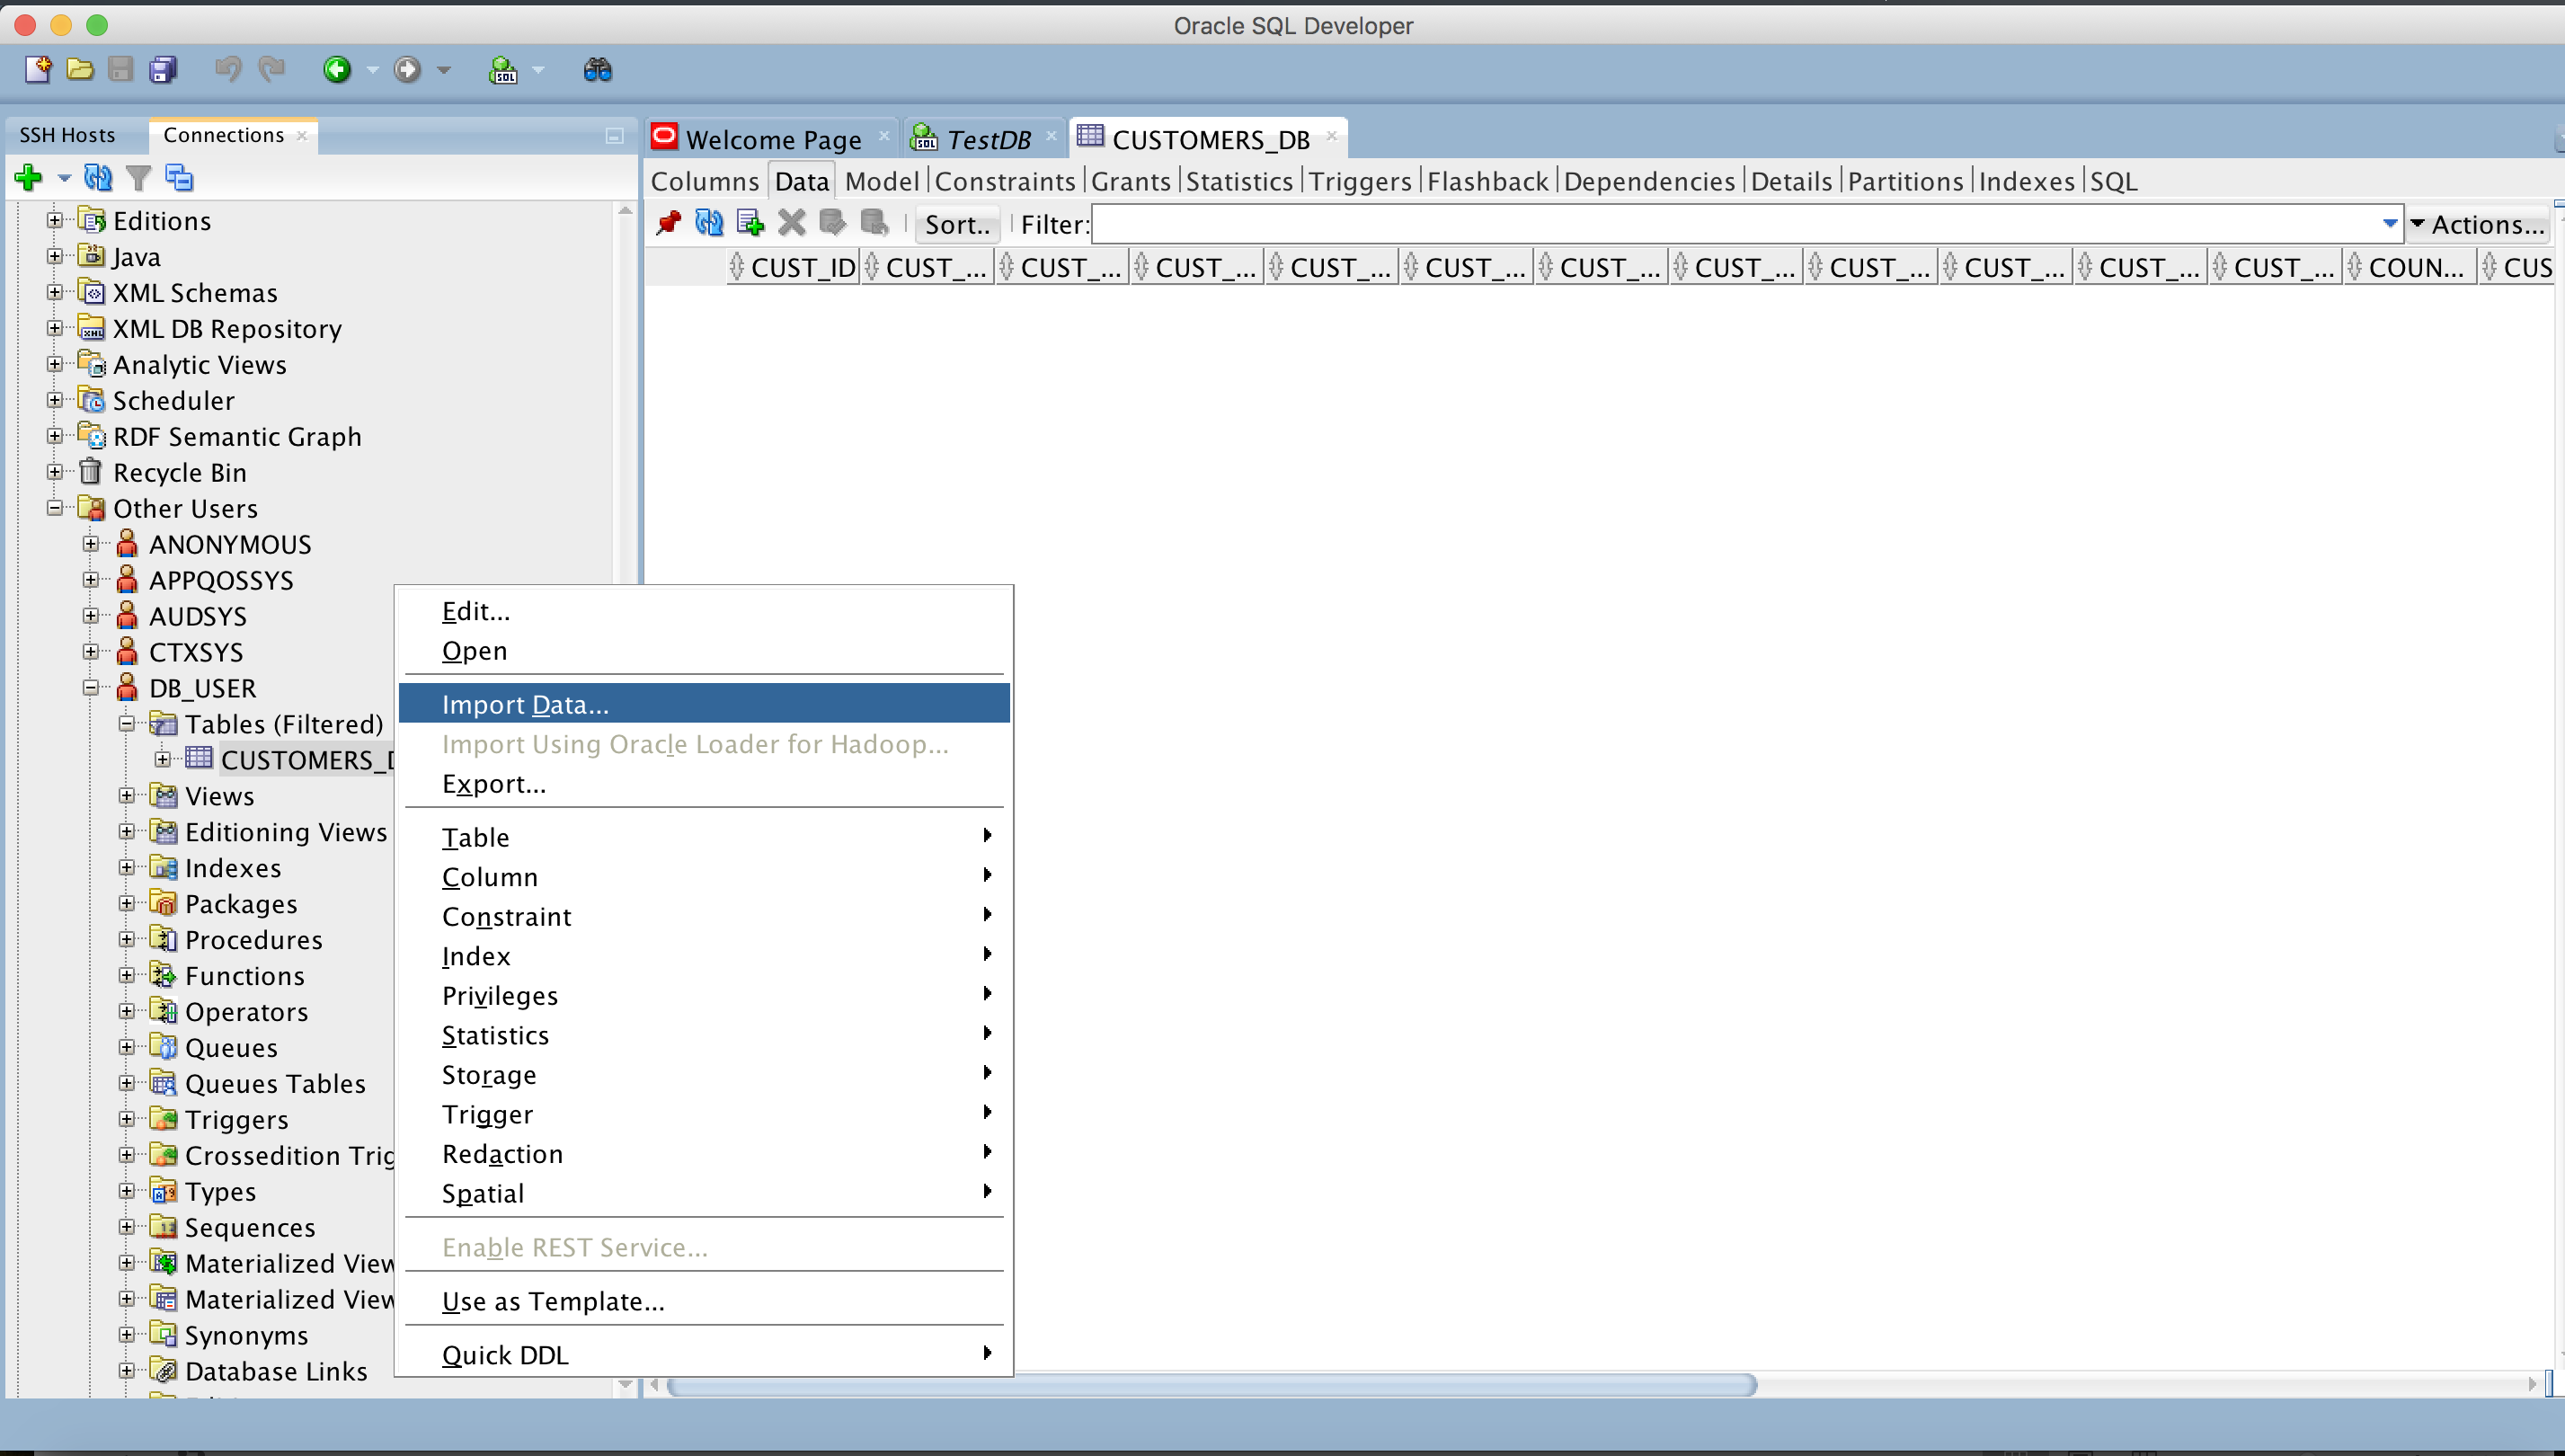 Oracle SQL Developer
SSH Hosts
Connections
Welcome Page
TestDB
CUSTOMERS_DB
Columns Data Model Constraints Grants Statistics Triggers Flashback Dependencies Details Partitions Indexes SQL
Sort.. Filter: Actions...
CUST_ID CUST_... CUST_... CUST_... CUST_... CUST_... CUST_... CUST_... CUST_... CUST_... CUST_... CUST_... COUN... CUS
Editions
Java
XML Schemas
XML DB Repository
Analytic Views
Scheduler
RDF Semantic Graph
Recycle Bin
Other Users
ANONYMOUS
APPQOSSYS
AUDSYS
CTXSYS
DB_USER
Tables (Filtered)
CUSTOMERS_D
Views
Editioning Views
Indexes
Packages
Procedures
Functions
Operators
Queues
Queues Tables
Triggers
Crossedition Trig
Types
Sequences
Materialized View
Materialized View
Synonyms
Database Links
Edit...
Open
Import Data...
Import Using Oracle Loader for Hadoop...
Export...
Table
Column
Constraint
Index
Privileges
Statistics
Storage
Trigger
Redaction
Spatial
Enable REST Service...
Use as Template...
Quick DDL